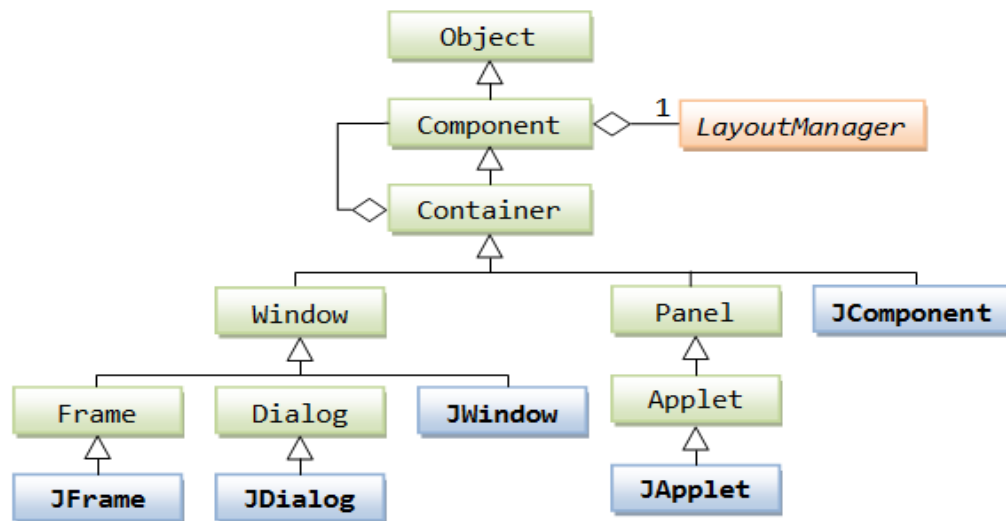 Object
Component
1
LayoutManager
Container
Window
Panel
JComponent
Frame
Dialog
JWindow
Applet
JFrame
JDialog
JApplet